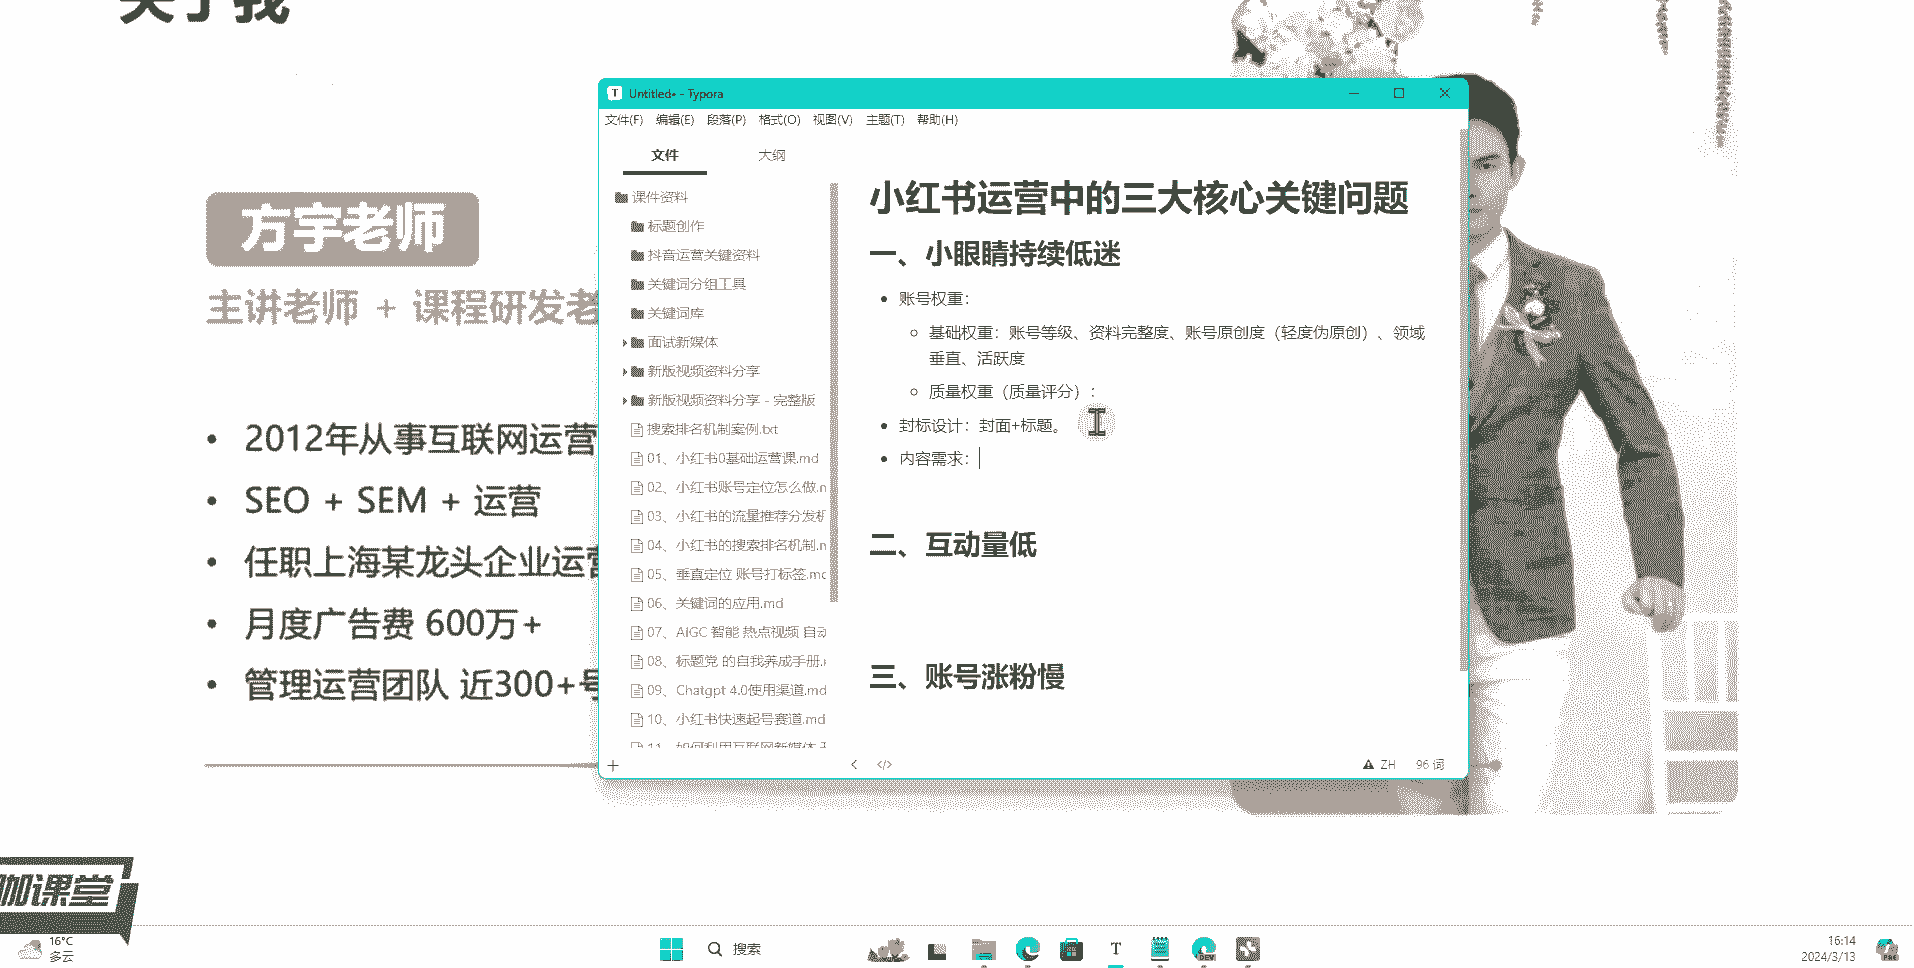 关于我
方宇老师
主讲老师 + 课程研发老
2012年从事互联网运营
SEO + SEM + 运营
任职上海某龙头企业运营
月度广告费 600万+
管理运营团队 近300+号
Untitled• - Typora
文件(F) 编辑(E) 段落(P) 格式(O) 视图(V) 主题(T) 帮助(H)
文件 大纲
课件资料
标题创作
抖音运营关键资料
关键词分组工具
关键词库
面试新媒体
新版视频资料分享
新版视频资料分享 - 完整版
搜索排名机制案例.txt
01、小红书0基础运营课.md
02、小红书账号定位怎么做.m
03、小红书的流量推荐分发机
04、小红书的搜索排名机制.m
05、垂直定位 账号打标签.md
06、关键词的应用.md
07、AIGC 智能 热点视频 自动
08、标题党 的自我养成手册.m
09、Chatgpt 4.0使用渠道.md
10、小红书快速起号赛道.md
11、如何利用互联网新媒体
小红书运营中的三大核心关键问题
一、小眼睛持续低迷
账号权重：
基础权重：账号等级、资料完整度、账号原创度（轻度伪原创）、领域
垂直、活跃度
质量权重（质量评分）：
封标设计：封面+标题。
内容需求：
二、互动量低
三、账号涨粉慢
ZH 96 词
咖课堂
16°C
多云
搜索
T
DEV
16:14
2024/3/13
PRE